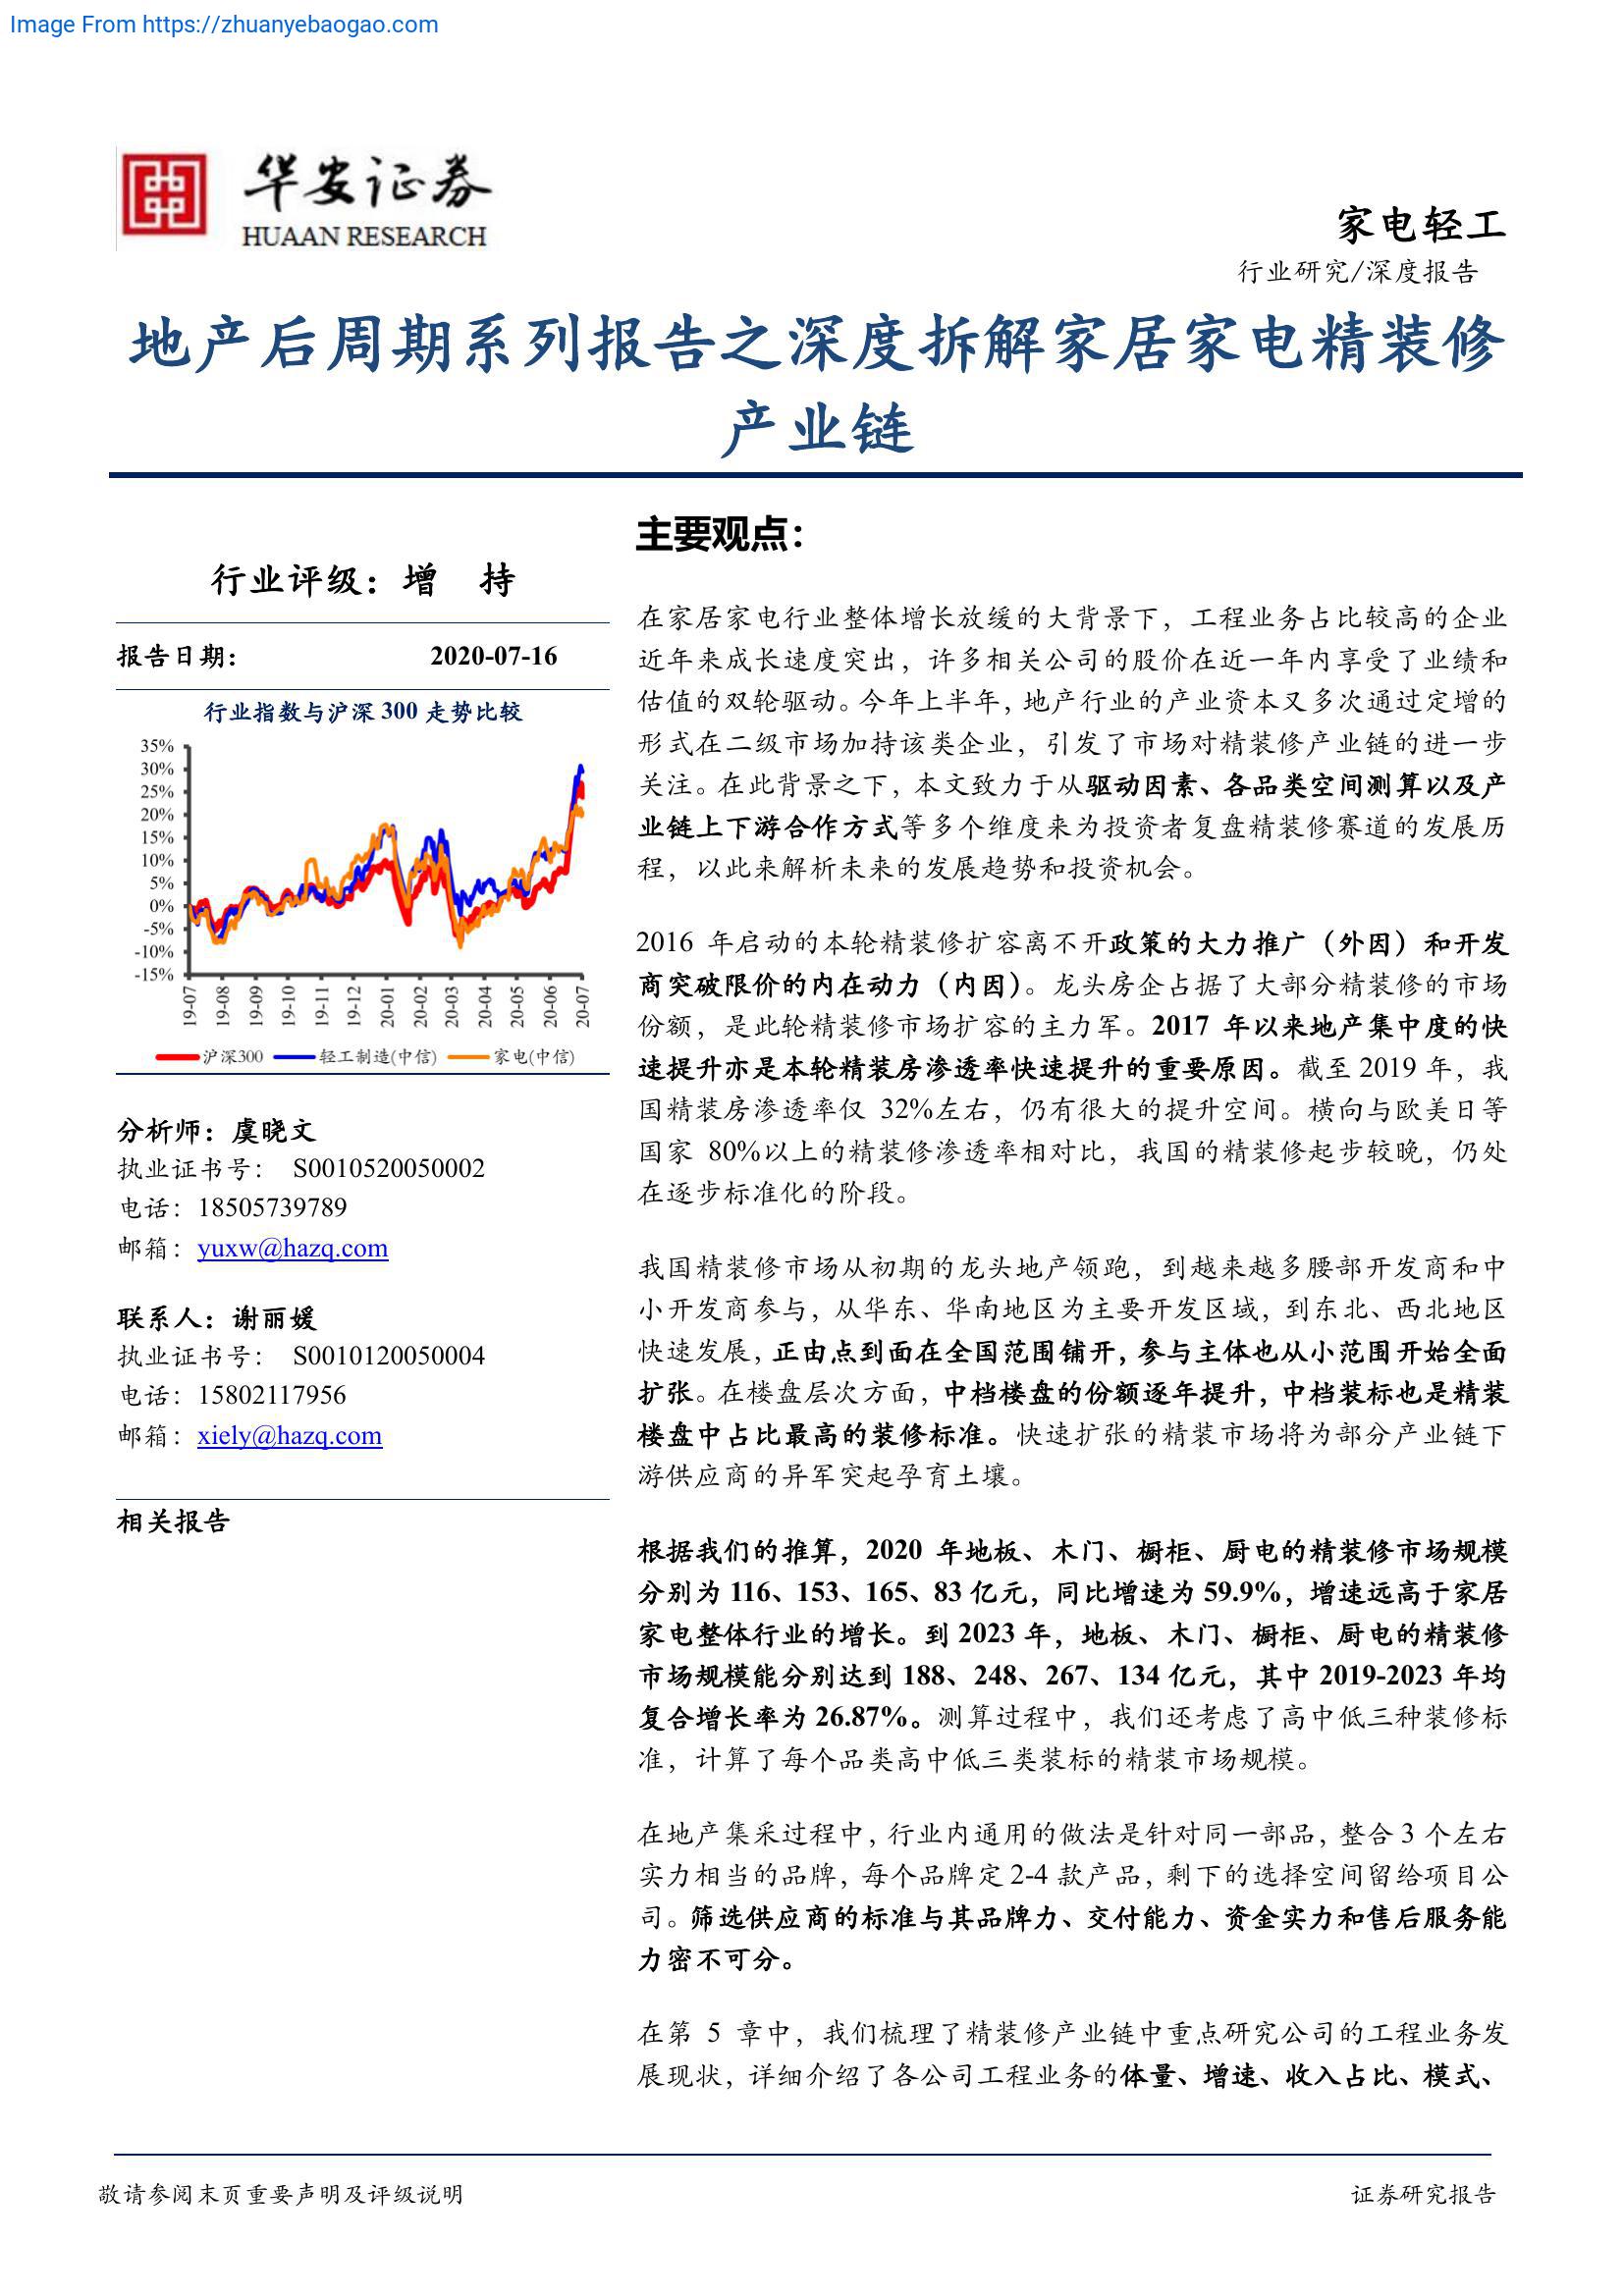 Image From https://zhuanyebaogao.com
华安证券
HUAAN RESEARCH
家电轻工
行业研究/深度报告
地产后周期系列报告之深度拆解家居家电精装修
产业链
行业评级：增 持
报告日期： 2020-07-16
行业指数与沪深 300 走势比较
35%
30%
25%
20%
15%
10%
5%
0%
-5%
-10%
-15%
19-07 19-08 19-09 19-10 19-11 19-12 20-01 20-02 20-03 20-04 20-05 20-06 20-07
沪深300 轻工制造(中信) 家电(中信)
分析师：虞晓文
执业证书号： S0010520050002
电话：18505739789
邮箱：yuxw@hazq.com
联系人：谢丽媛
执业证书号： S0010120050004
电话：15802117956
邮箱：xiely@hazq.com
相关报告
主要观点：
在家居家电行业整体增长放缓的大背景下，工程业务占比较高的企业
近年来成长速度突出，许多相关公司的股价在近一年内享受了业绩和
估值的双轮驱动。今年上半年，地产行业的产业资本又多次通过定增的
形式在二级市场加持该类企业，引发了市场对精装修产业链的进一步
关注。在此背景之下，本文致力于从驱动因素、各品类空间测算以及产
业链上下游合作方式等多个维度来为投资者复盘精装修赛道的发展历
程，以此来解析未来的发展趋势和投资机会。
2016 年启动的本轮精装修扩容离不开政策的大力推广（外因）和开发
商突破限价的内在动力（内因）。龙头房企占据了大部分精装修的市场
份额，是此轮精装修市场扩容的主力军。2017 年以来地产集中度的快
速提升亦是本轮精装房渗透率快速提升的重要原因。截至 2019 年，我
国精装房渗透率仅 32%左右，仍有很大的提升空间。横向与欧美日等
国家 80%以上的精装修渗透率相对比，我国的精装修起步较晚，仍处
在逐步标准化的阶段。
我国精装修市场从初期的龙头地产领跑，到越来越多腰部开发商和中
小开发商参与，从华东、华南地区为主要开发区域，到东北、西北地区
快速发展，正由点到面在全国范围铺开，参与主体也从小范围开始全面
扩张。在楼盘层次方面，中档楼盘的份额逐年提升，中档装标也是精装
楼盘中占比最高的装修标准。快速扩张的精装市场将为部分产业链下
游供应商的异军突起孕育土壤。
根据我们的推算，2020 年地板、木门、橱柜、厨电的精装修市场规模
分别为 116、153、165、83 亿元，同比增速为 59.9%，增速远高于家居
家电整体行业的增长。到 2023 年，地板、木门、橱柜、厨电的精装修
市场规模能分别达到 188、248、267、134 亿元，其中 2019-2023 年均
复合增长率为 26.87%。测算过程中，我们还考虑了高中低三种装修标
准，计算了每个品类高中低三类装标的精装市场规模。
在地产集采过程中，行业内通用的做法是针对同一部品，整合 3 个左右
实力相当的品牌，每个品牌定 2-4 款产品，剩下的选择空间留给项目公
司。筛选供应商的标准与其品牌力、交付能力、资金实力和售后服务能
力密不可分。
在第 5 章中，我们梳理了精装修产业链中重点研究公司的工程业务发
展现状，详细介绍了各公司工程业务的体量、增速、收入占比、模式、
敬请参阅末页重要声明及评级说明 证券研究报告